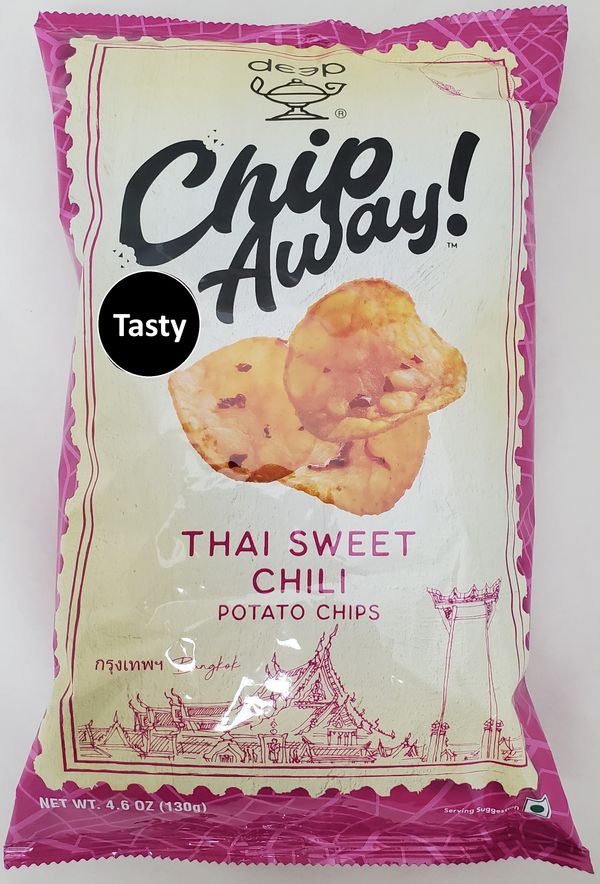 deep
®
Chip
Away!
™
Tasty
THAI SWEET
CHILI
POTATO CHIPS
กรุงเทพฯ Bangkok
NET WT. 4.6 OZ (130g)
Serving Suggestion